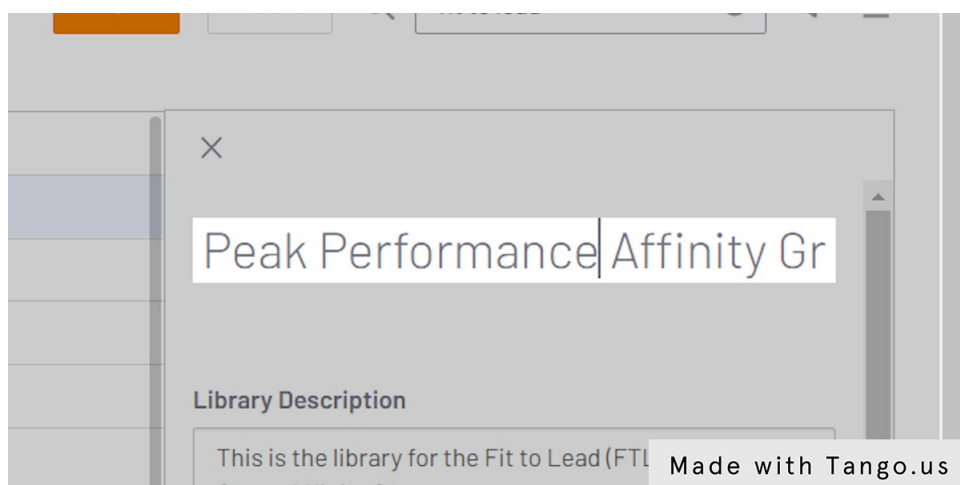 Peak Performance Affinity Gr
Library Description
This is the library for the Fit to Lead (FTL
Made with Tango.us